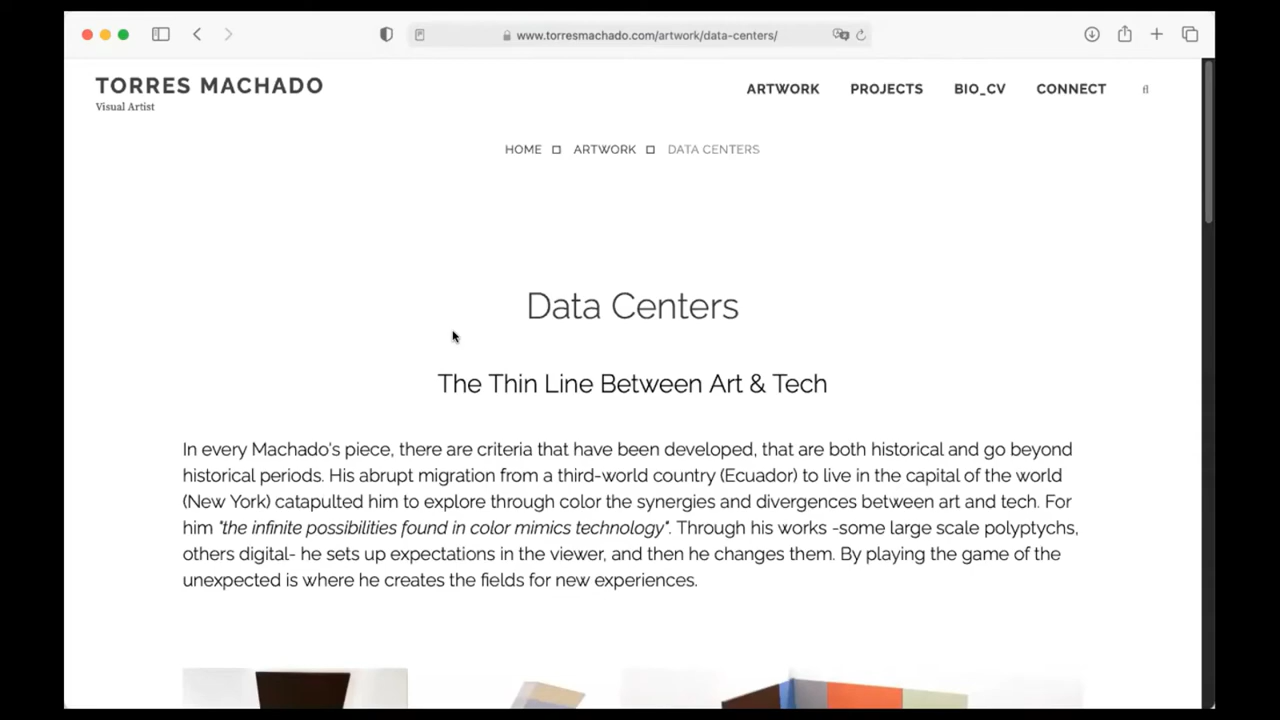 www.torresmachado.com/artwork/data-centers/
TORRES MACHADO
Visual Artist
ARTWORK PROJECTS BIO_CV CONNECT
HOME ARTWORK DATA CENTERS
Data Centers
The Thin Line Between Art & Tech
In every Machado's piece, there are criteria that have been developed, that are both historical and go beyond
historical periods. His abrupt migration from a third-world country (Ecuador) to live in the capital of the world
(New York) catapulted him to explore through color the synergies and divergences between art and tech. For
him "the infinite possibilities found in color mimics technology". Through his works -some large scale polyptychs,
others digital- he sets up expectations in the viewer, and then he changes them. By playing the game of the
unexpected is where he creates the fields for new experiences.